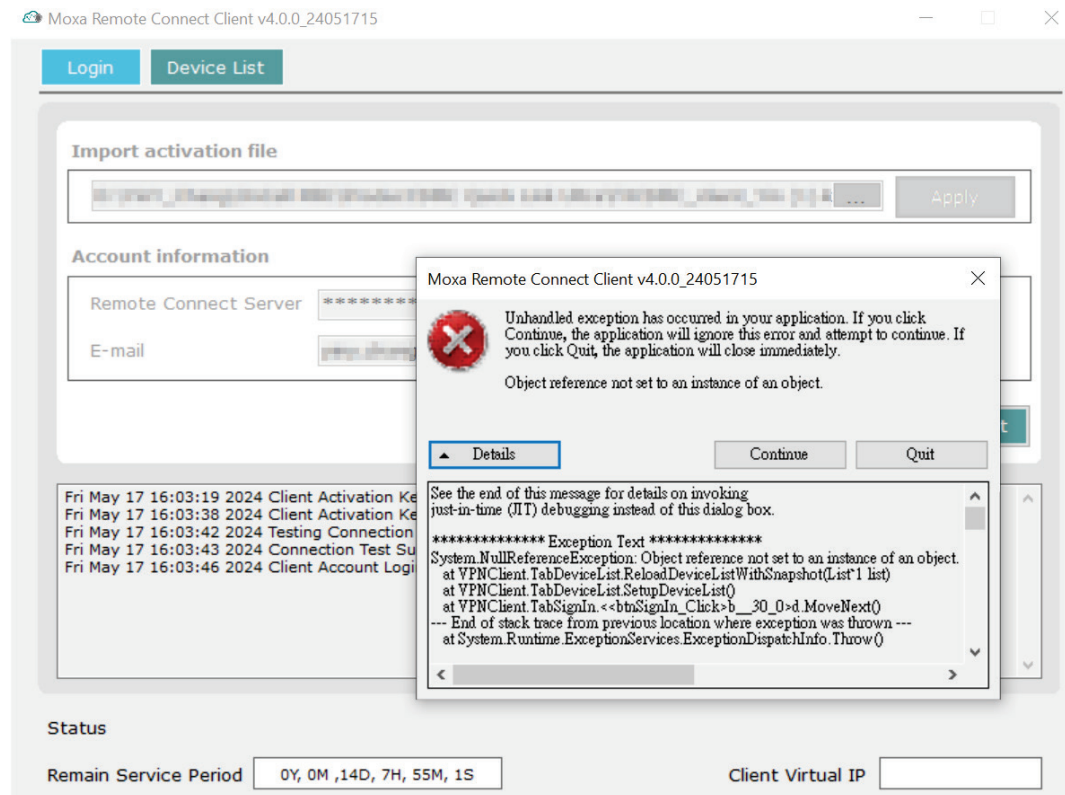 Moxa Remote Connect Client v4.0.0_24051715
Login
Device List
Import activation file
...
Apply
Account information
Remote Connect Server
*********
E-mail
Moxa Remote Connect Client v4.0.0_24051715
Unhandled exception has occurred in your application. If you click
Continue, the application will ignore this error and attempt to continue. If
you click Quit, the application will close immediately.
Object reference not set to an instance of an object.
Details
Continue
Quit
See the end of this message for details on invoking
just-in-time (JIT) debugging instead of this dialog box.
************** Exception Text **************
System.NullReferenceException: Object reference not set to an instance of an object.
at VPNClient.TabDeviceList.ReloadDeviceListWithSnapshot(List`1 list)
at VPNClient.TabDeviceList.SetupDeviceList()
at VPNClient.TabSignIn.<<btnSignIn_Click>b__30_0>d.MoveNext()
--- End of stack trace from previous location where exception was thrown ---
at System.Runtime.ExceptionServices.ExceptionDispatchInfo.Throw()
t
Fri May 17 16:03:19 2024 Client Activation Ke
Fri May 17 16:03:38 2024 Client Activation Ke
Fri May 17 16:03:42 2024 Testing Connection
Fri May 17 16:03:43 2024 Connection Test Su
Fri May 17 16:03:46 2024 Client Account Logi
Status
Remain Service Period
0Y, 0M ,14D, 7H, 55M, 1S
Client Virtual IP